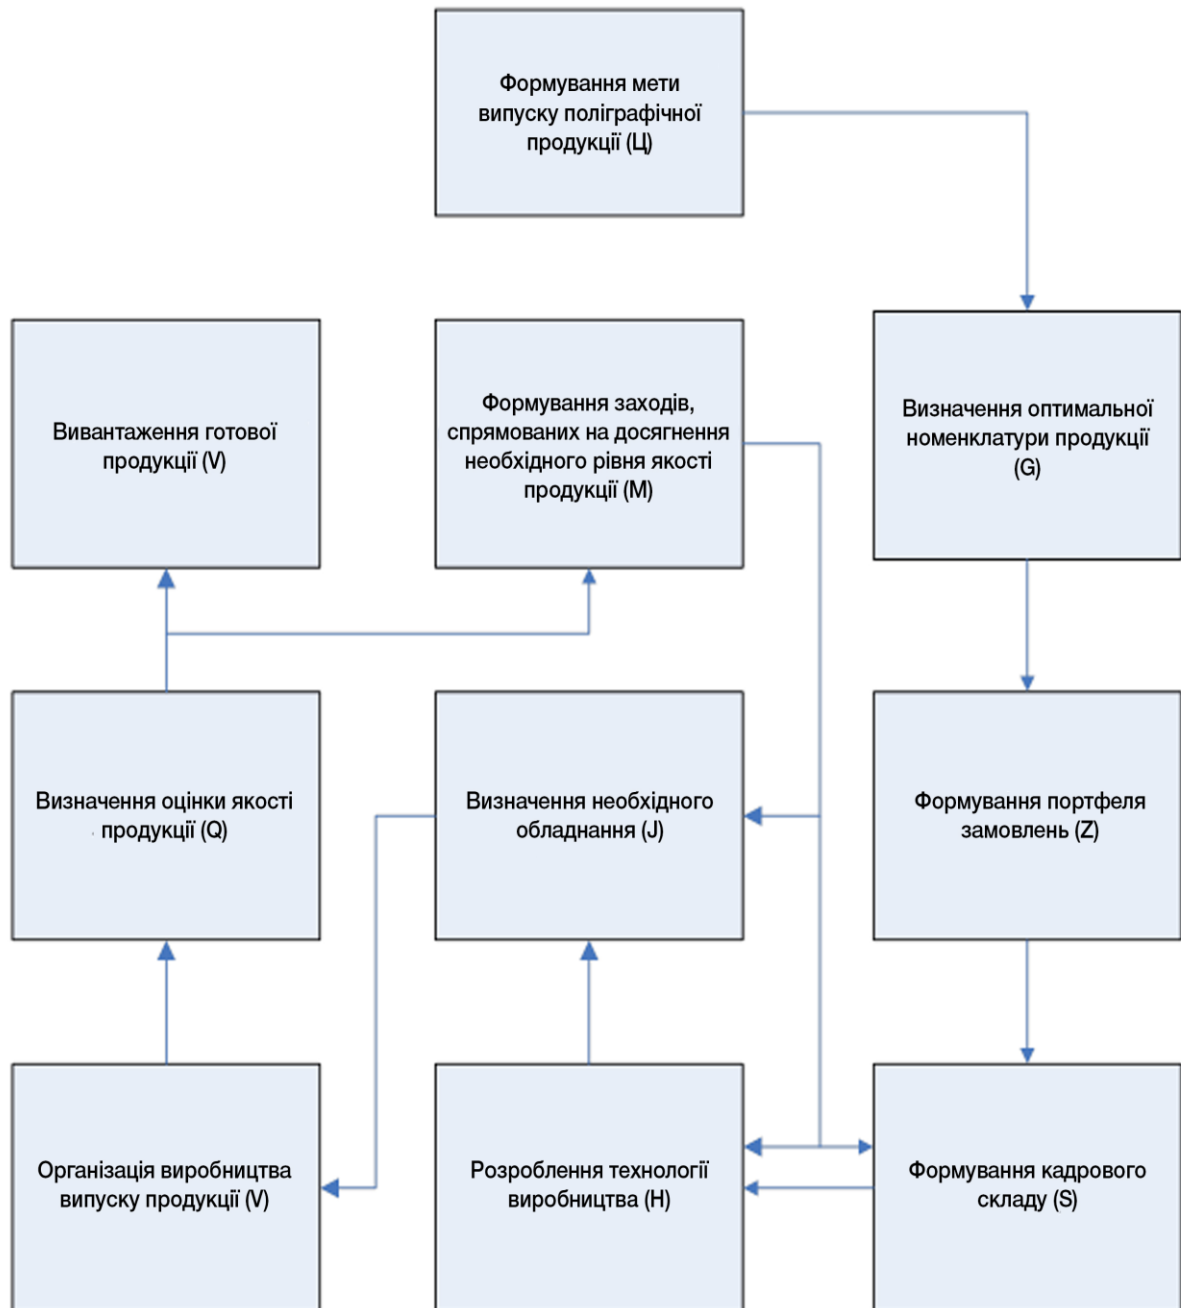 Формування мети
випуску поліграфічної
продукції (Ц)
Вивантаження готової
продукції (V)
Формування заходів,
спрямованих на досягнення
необхідного рівня якості
продукції (M)
Визначення оптимальної
номенклатури продукції
(G)
Визначення оцінки якості
продукції (Q)
Визначення необхідного
обладнання (J)
Формування портфеля
замовлень (Z)
Організація виробництва
випуску продукції (V)
Розроблення технології
виробництва (H)
Формування кадрового
складу (S)